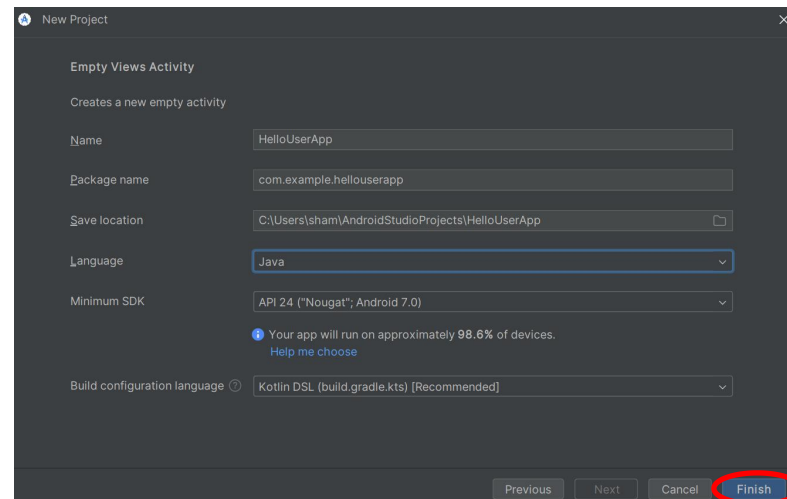 New Project
Empty Views Activity
Creates a new empty activity
Name HelloUserApp
Package name com.example.hellouserapp
Save location C:\Users\sham\AndroidStudioProjects\HelloUserApp
Language Java
Minimum SDK API 24 ("Nougat"; Android 7.0)
Your app will run on approximately 98.6% of devices.
Help me choose
Build configuration language Kotlin DSL (build.gradle.kts) [Recommended]
Previous Next Cancel Finish